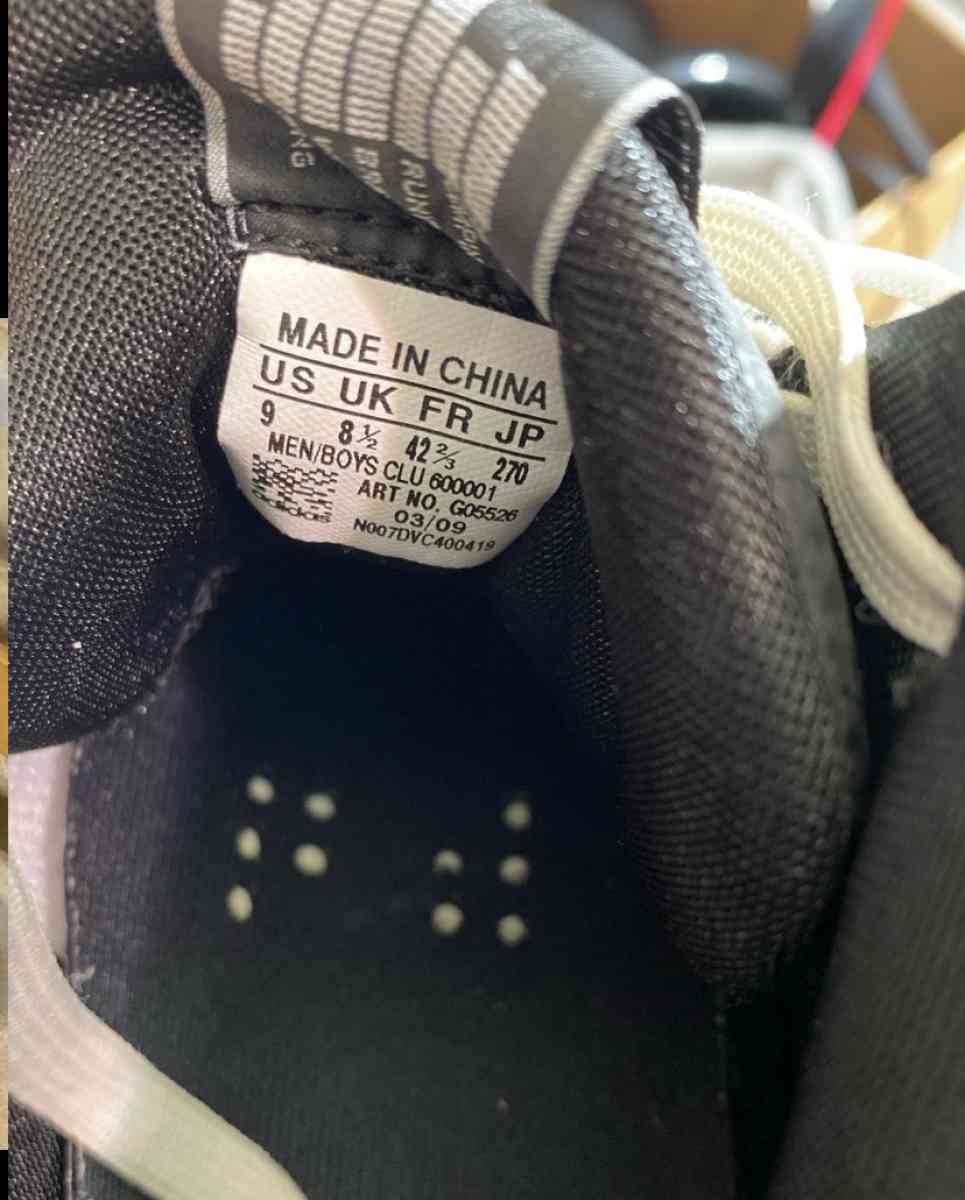 MADE IN CHINA
US UK FR JP
9 8½ 42⅔ 270
MEN/BOYS CLU 600001
ART NO. G05526
03/09
N007DVC400419
adidas